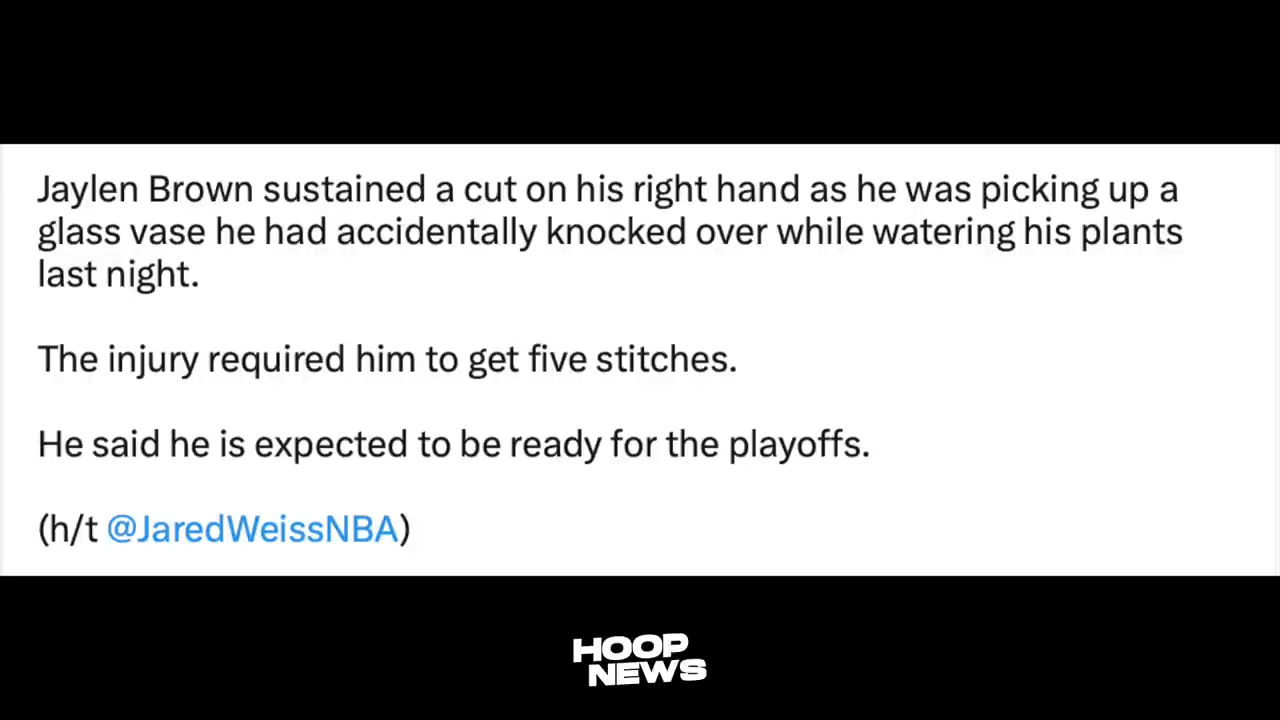 Jaylen Brown sustained a cut on his right hand as he was picking up a
glass vase he had accidentally knocked over while watering his plants
last night.
The injury required him to get five stitches.
He said he is expected to be ready for the playoffs.
(h/t @JaredWeissNBA)
HOOP
NEWS